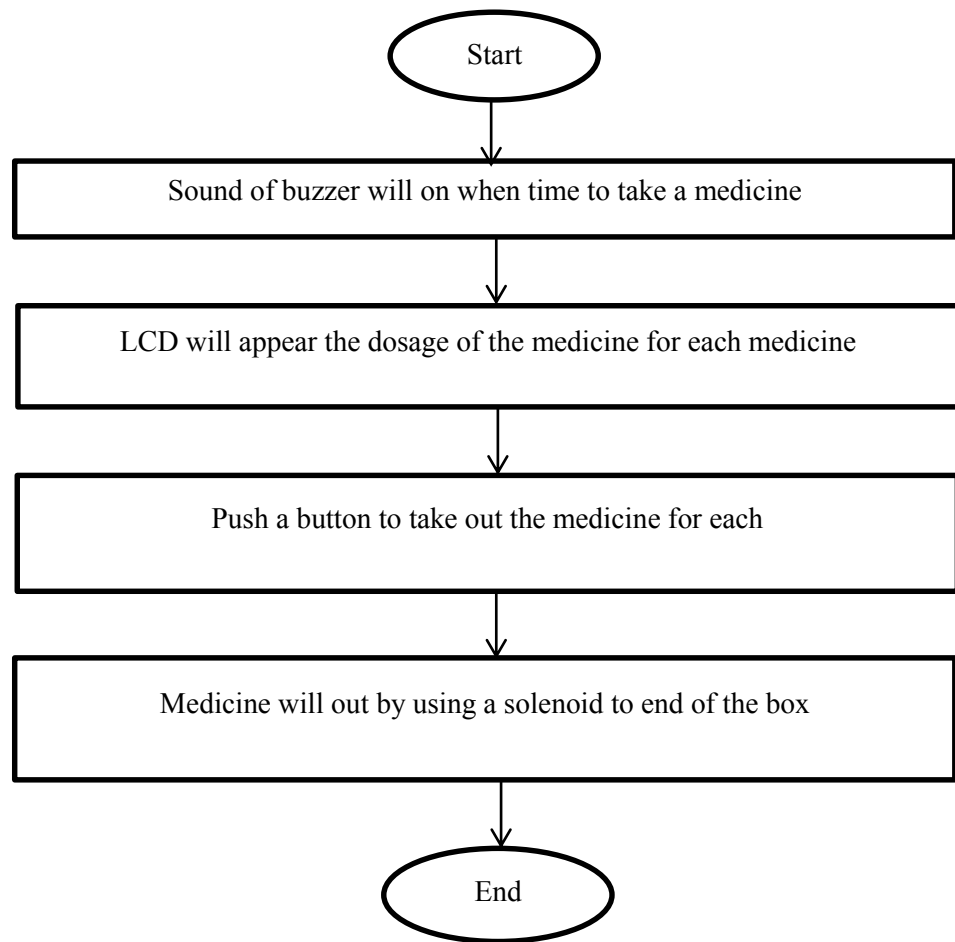 Start
Sound of buzzer will on when time to take a medicine
LCD will appear the dosage of the medicine for each medicine
Push a button to take out the medicine for each
Medicine will out by using a solenoid to end of the box
End